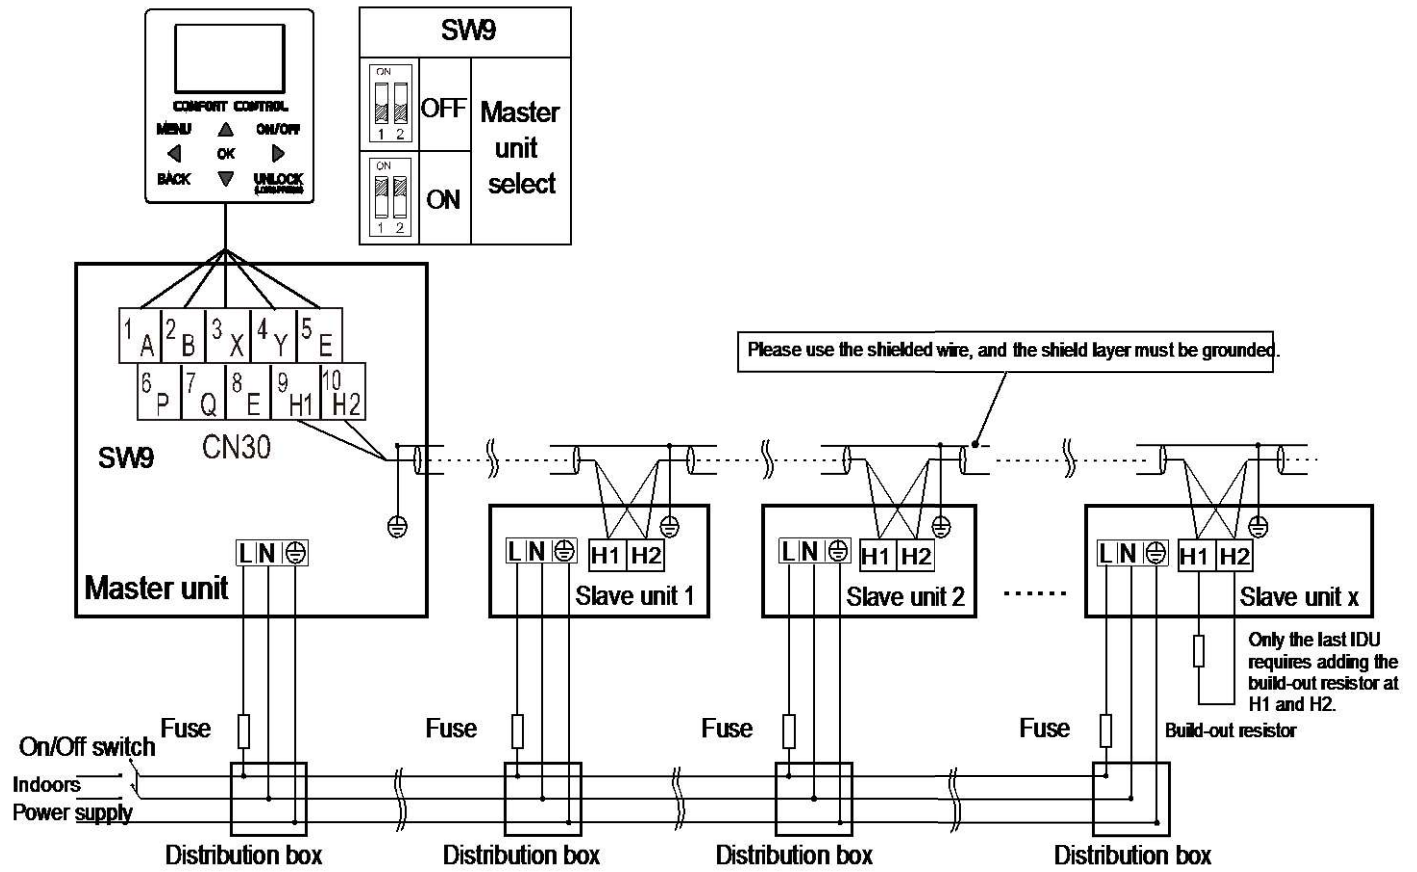 SW9
ON
1 2
OFF
ON
1 2
ON
Master
unit
select
COMFORT CONTROL
MENU ON/OFF
OK
BACK UNLOCK
1 A 2 B 3 X 4 Y 5 E
6 P 7 Q 8 E 9 H1 10 H2
CN30
SW9
L N
Master unit
Please use the shielded wire, and the shield layer must be grounded.
L N H1 H2
Slave unit 1
L N H1 H2
Slave unit 2
L N H1 H2
Slave unit x
Only the last IDU
requires adding the
build-out resistor at
H1 and H2.
Build-out resistor
Fuse
Fuse
Fuse
Fuse
On/Off switch
Indoors
Power supply
Distribution box
Distribution box
Distribution box
Distribution box